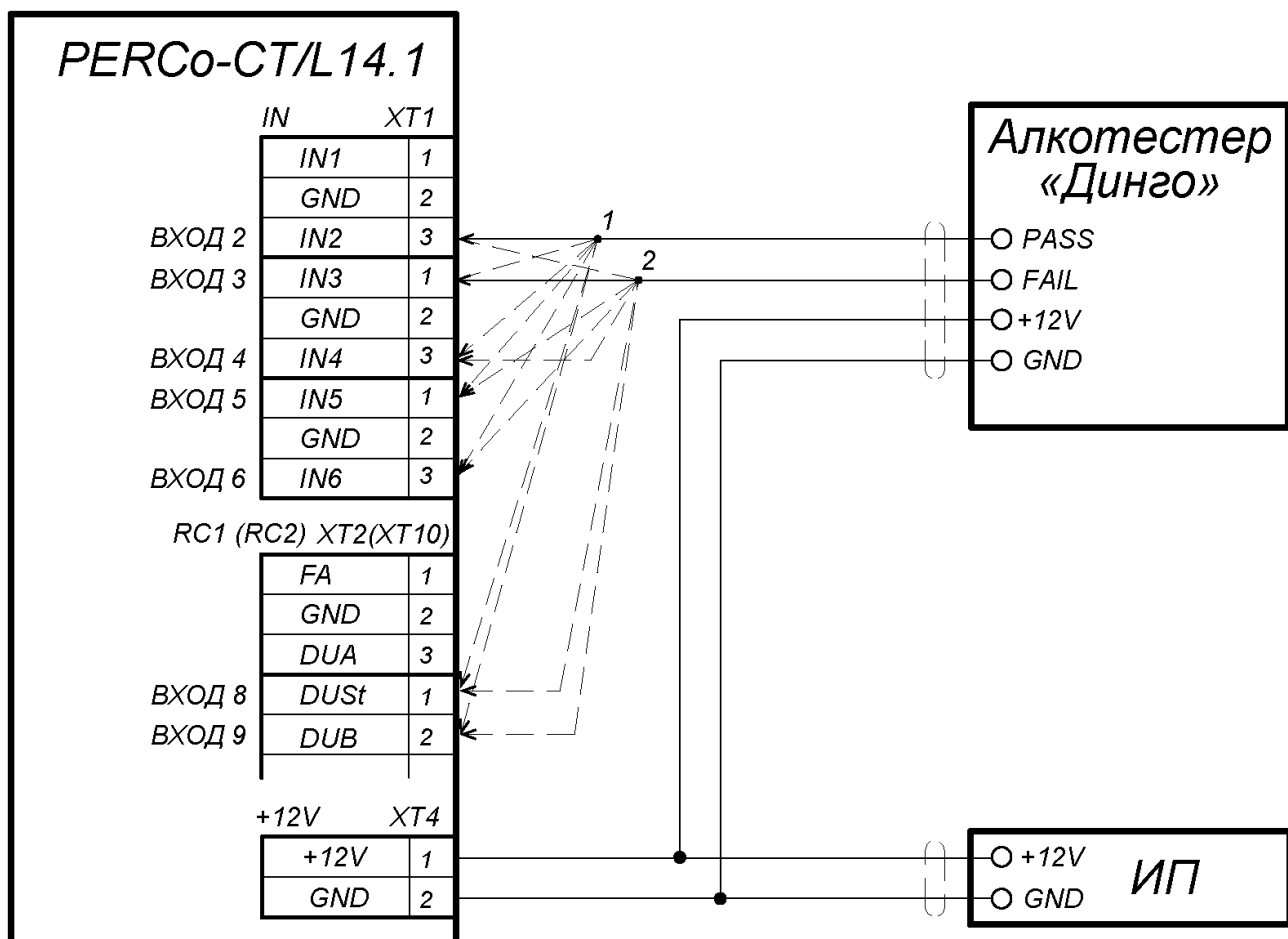 PERCo-CT/L14.1
IN XT1
IN1 1
GND 2
ВХОД 2 IN2 3
ВХОД 3 IN3 1
GND 2
ВХОД 4 IN4 3
ВХОД 5 IN5 1
GND 2
ВХОД 6 IN6 3
RC1 (RC2) XT2(XT10)
FA 1
GND 2
DUA 3
ВХОД 8 DUSt 1
ВХОД 9 DUB 2
+12V XT4
+12V 1
GND 2
1
2
Алкотестер
«Динго»
PASS
FAIL
+12V
GND
+12V
GND
ИП